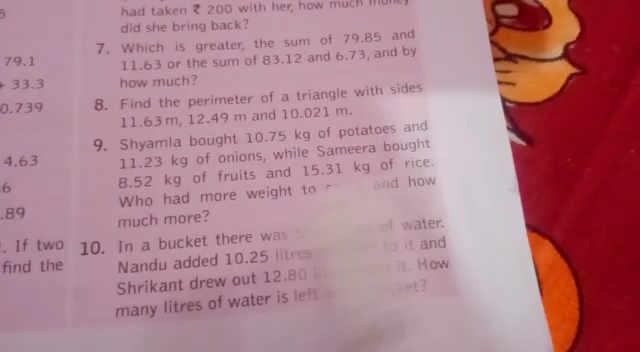 5
had taken ₹ 200 with her, how much money
did she bring back?
79.1
+ 33.3
0.739
7. Which is greater, the sum of 79.85 and
11.63 or the sum of 83.12 and 6.73, and by
how much?
8. Find the perimeter of a triangle with sides
11.63 m, 12.49 m and 10.021 m.
4.63
6
.89
9. Shyamla bought 10.75 kg of potatoes and
11.23 kg of onions, while Sameera bought
8.52 kg of fruits and 15.31 kg of rice.
Who had more weight to and how
much more?
. If two
find the
10. In a bucket there was 5 of water.
Nandu added 10.25 litres to it and
Shrikant drew out 12.80 it. How
many litres of water is left